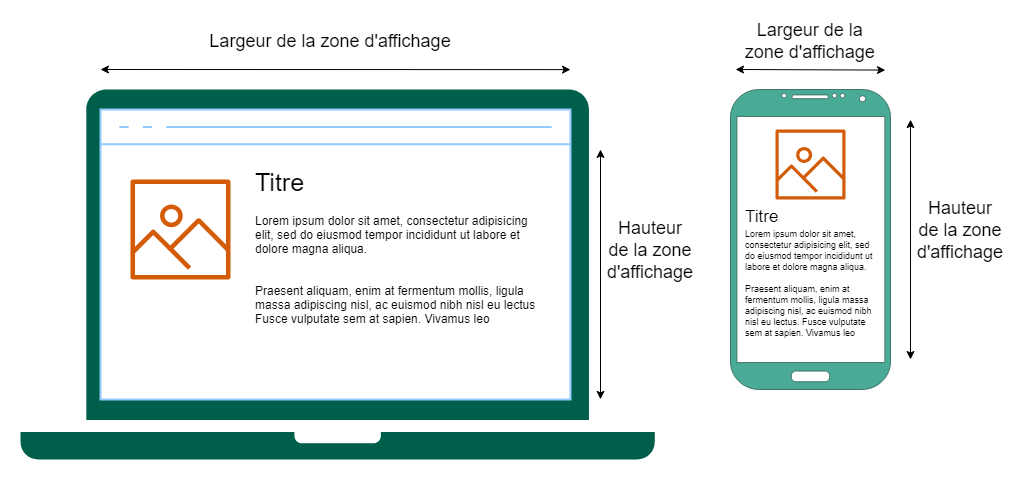 Largeur de la zone d'affichage
Titre
Lorem ipsum dolor sit amet, consectetur adipisicing
elit, sed do eiusmod tempor incididunt ut labore et
dolore magna aliqua.
Praesent aliquam, enim at fermentum mollis, ligula
massa adipiscing nisl, ac euismod nibh nisl eu lectus
Fusce vulputate sem at sapien. Vivamus leo
Hauteur
de la zone
d'affichage
Largeur de la
zone d'affichage
Titre
Lorem ipsum dolor sit amet,
consectetur adipisicing elit, sed
do eiusmod tempor incididunt ut
labore et dolore magna aliqua.
Praesent aliquam, enim at
fermentum mollis, ligula massa
adipiscing nisl, ac euismod nibh
nisl eu lectus. Fusce vulputate
sem at sapien. Vivamus leo
Hauteur
de la zone
d'affichage